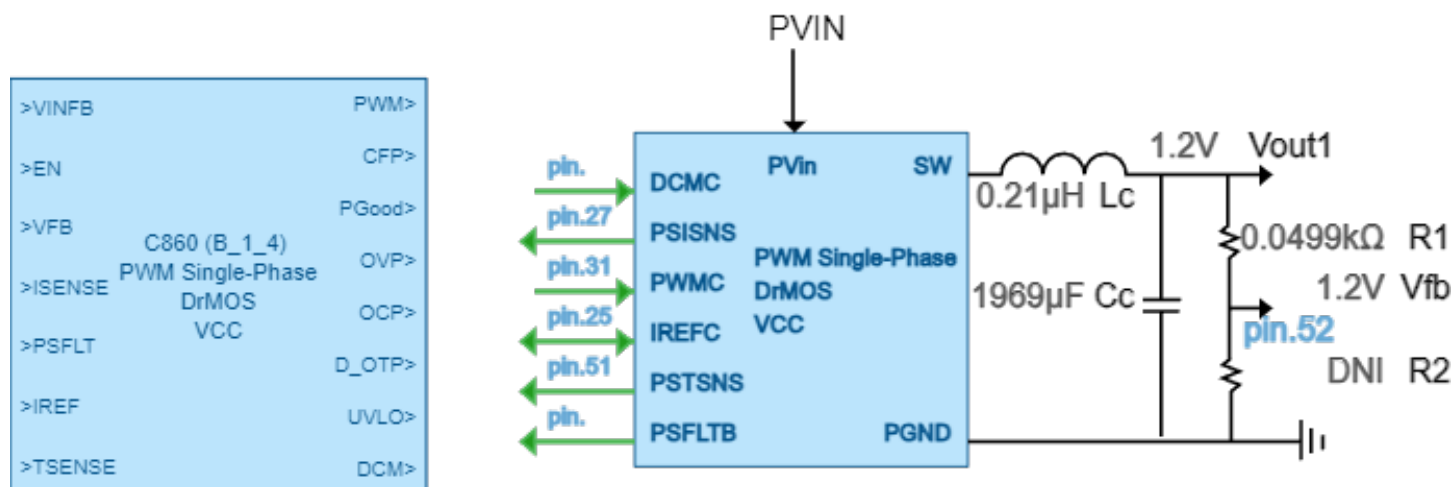 PVIN
>VINFB
>EN
>VFB
>ISENSE
>PSFLT
>IREF
>TSENSE
C860 (B_1_4)
PWM Single-Phase
DrMOS
VCC
PWM>
CFP>
PGood>
OVP>
OCP>
D_OTP>
UVLO>
DCM>
pin.
pin.27
pin.31
pin.25
pin.51
pin.
DCMC
PSISNS
PWMC
IREFC
PSTSNS
PSFLTB
PVin
SW
PWM Single-Phase
DrMOS
VCC
PGND
1.2V Vout1
0.21µH Lc
0.0499kΩ R1
1969µF Cc
1.2V Vfb
pin.52
DNI R2